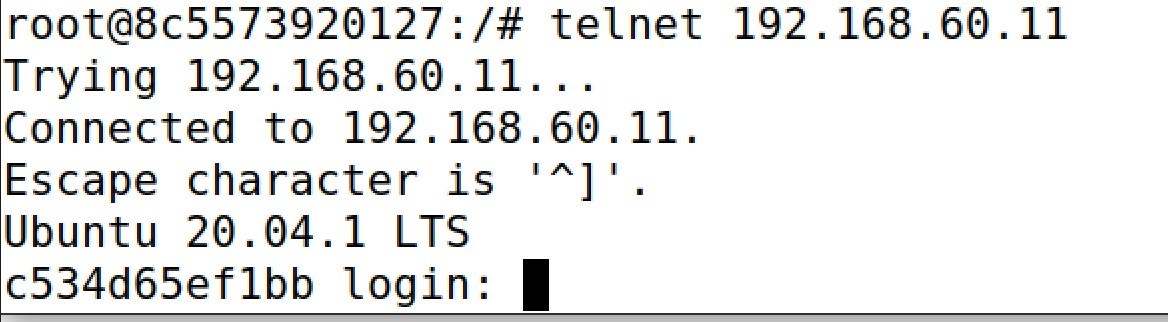 root@8c5573920127:/# telnet 192.168.60.11
Trying 192.168.60.11...
Connected to 192.168.60.11.
Escape character is '^]'.
Ubuntu 20.04.1 LTS
c534d65ef1bb login: